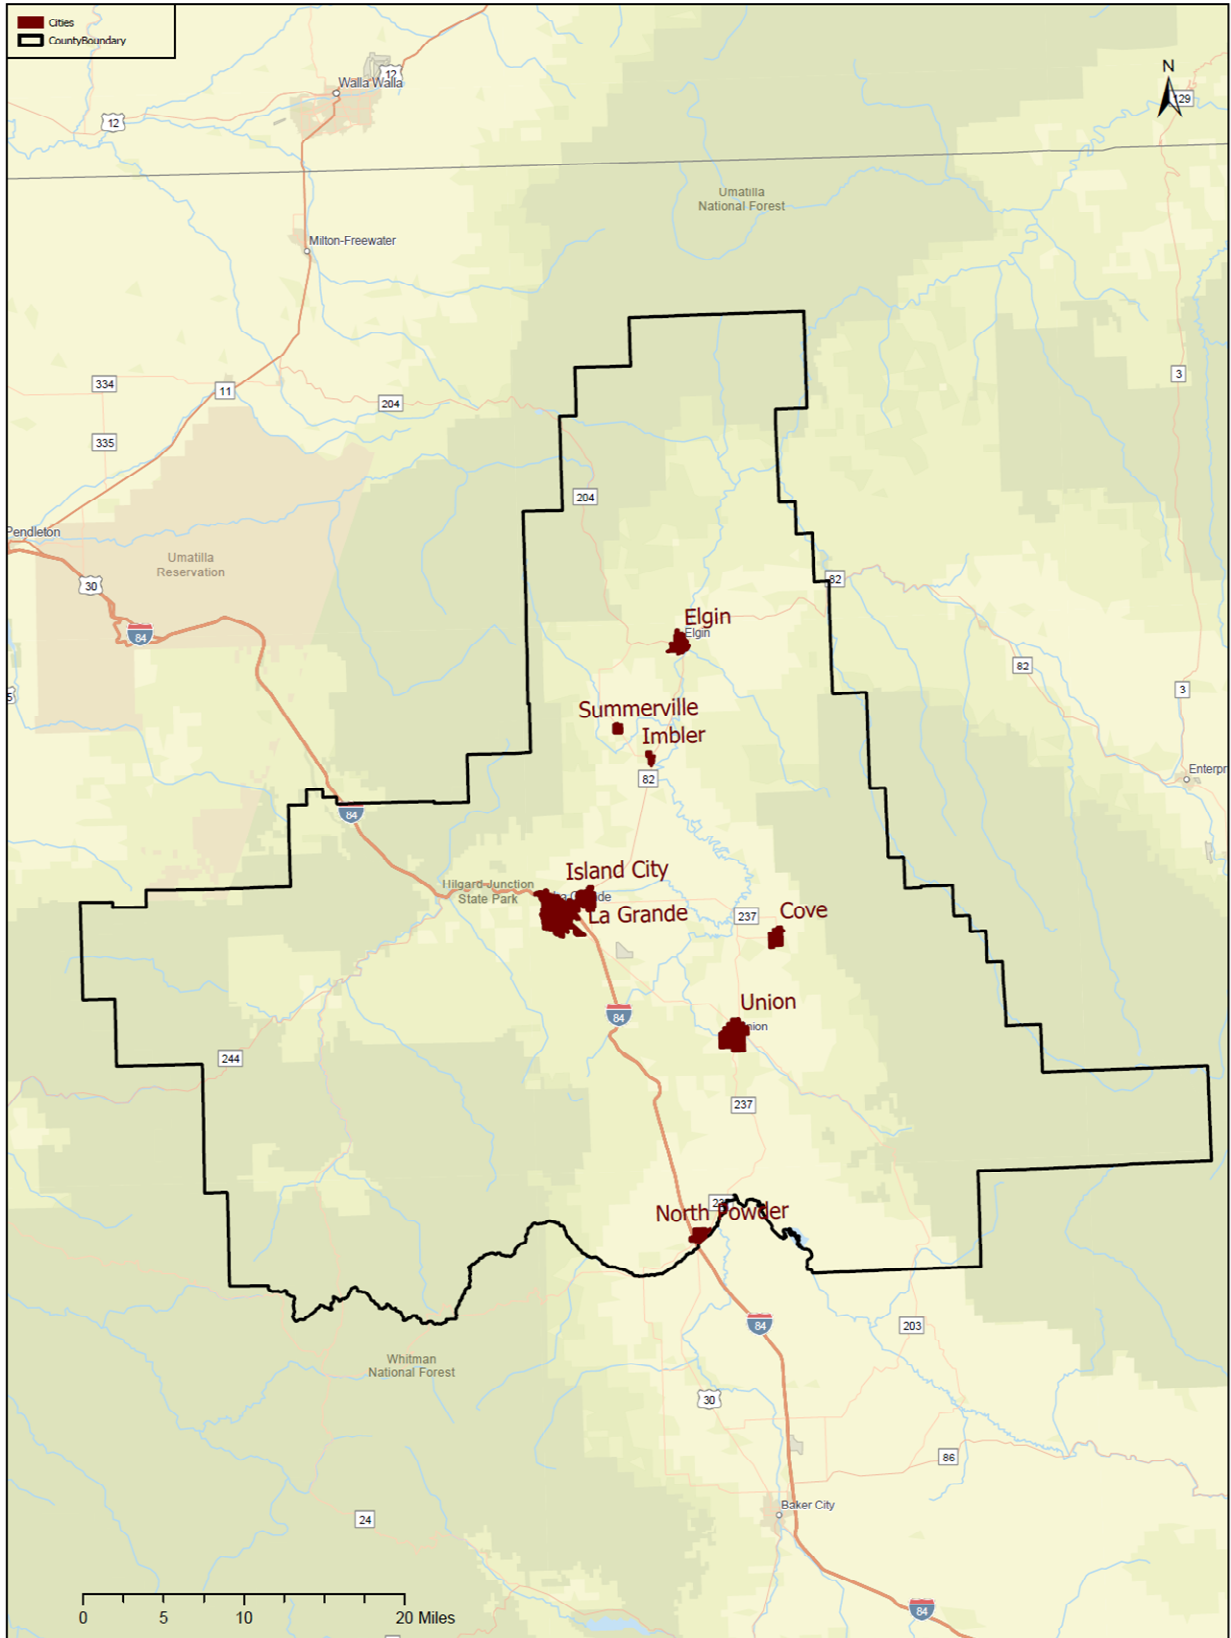 Cities
CountyBoundary
N
12
Walla Walla
12
129
Umatilla
National Forest
Milton-Freewater
334
11
204
3
335
204
Pendleton
Umatilla
Reservation
30
82
84
Elgin
Elgin
82
3
Summerville
Imbler
82
Enterpr
84
Island City
Hilgard Junction
State Park
La Grande
237
Cove
Union
84
244
237
North Powder
84
203
Whitman
National Forest
30
86
Baker City
24
84
0 5 10 20 Miles